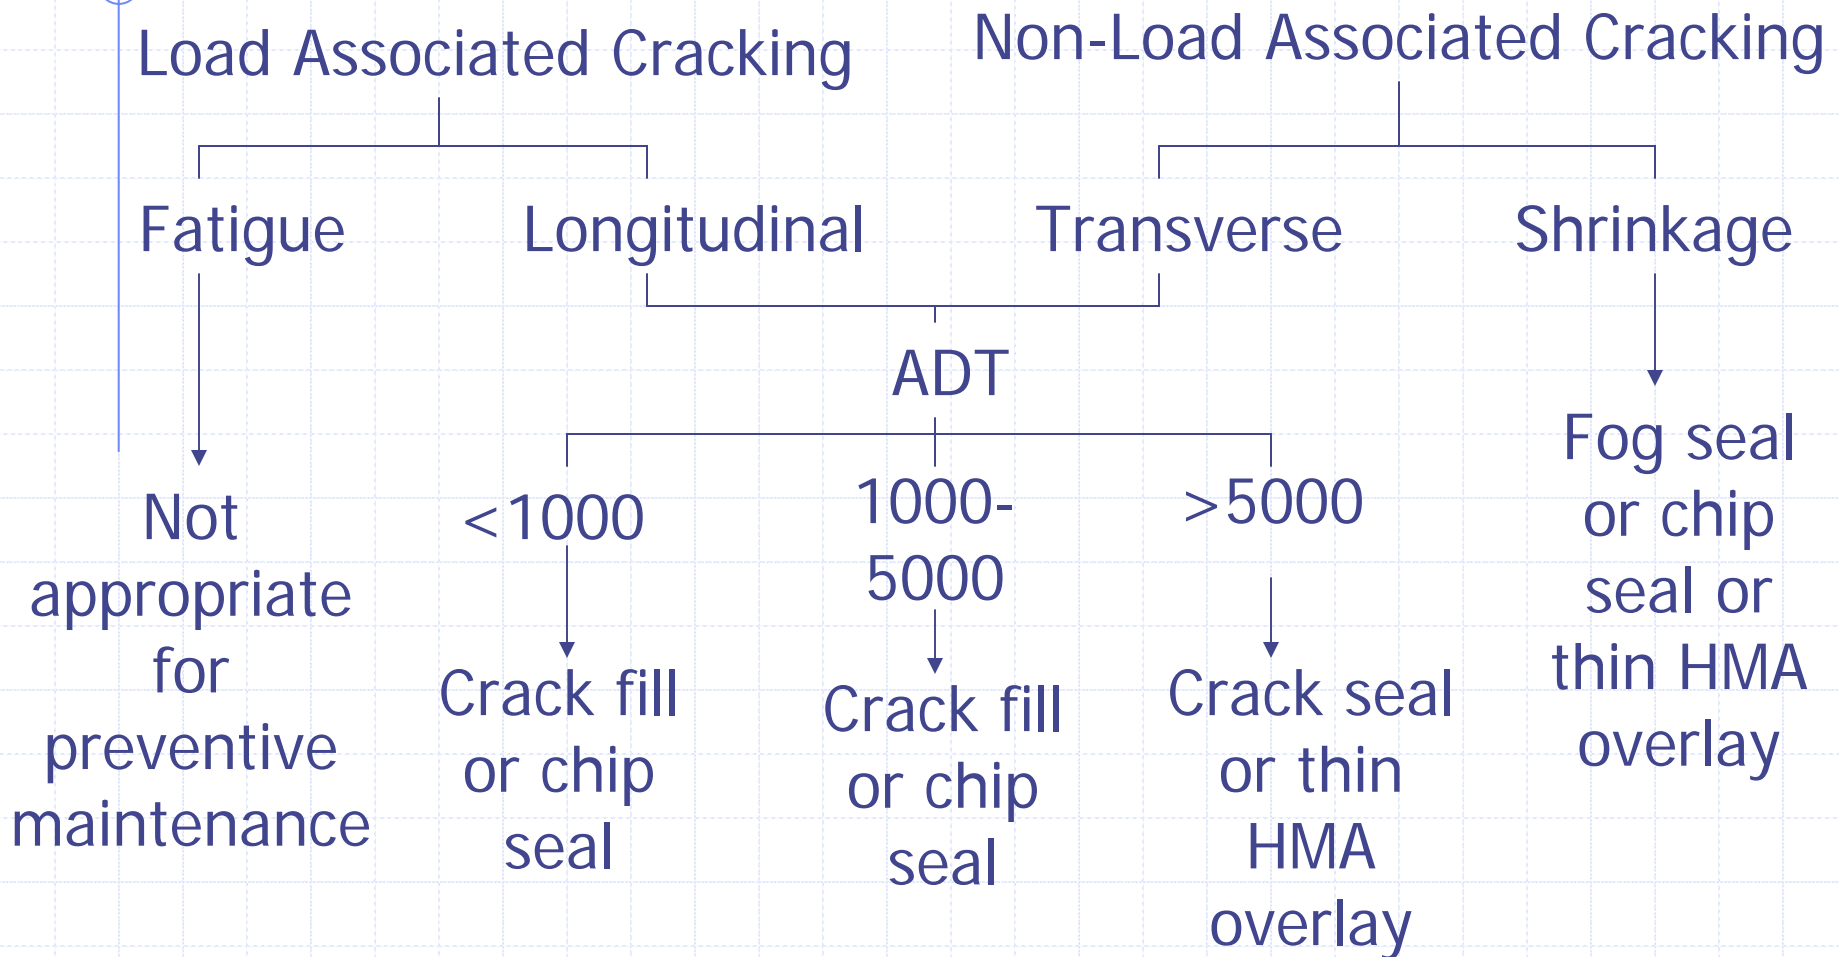 Load Associated Cracking
Non-Load Associated Cracking
Fatigue
Longitudinal
Transverse
Shrinkage
ADT
<1000
1000-
5000
>5000
Not
appropriate
for
preventive
maintenance
Crack fill
or chip
seal
Crack fill
or chip
seal
Crack seal
or thin
HMA
overlay
Fog seal
or chip
seal or
thin HMA
overlay